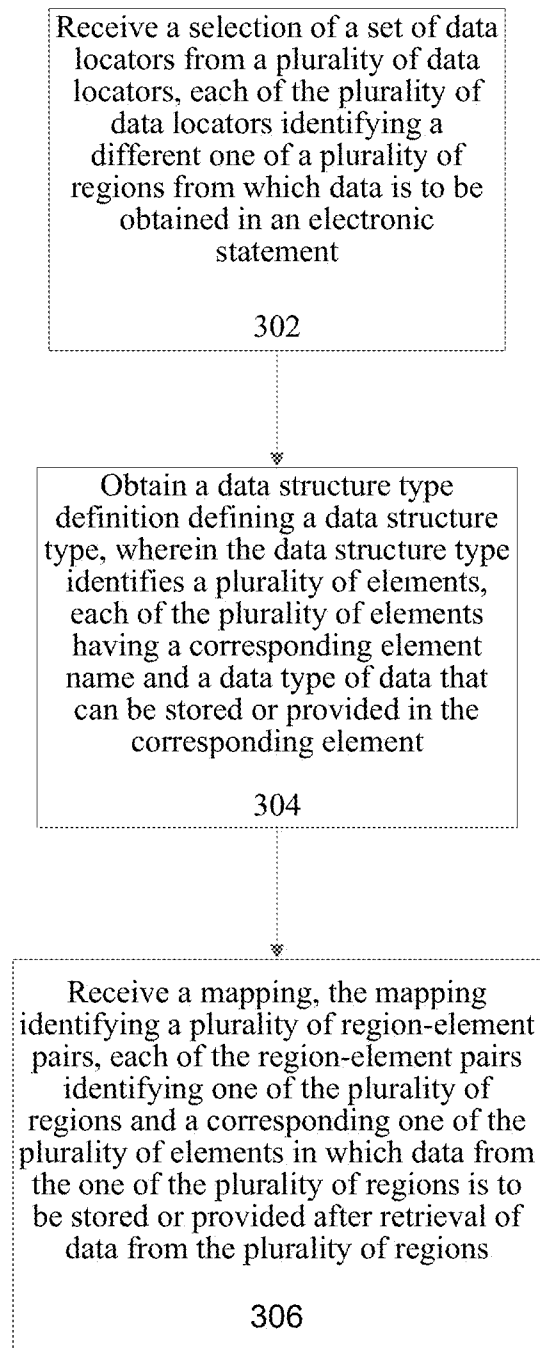 Receive a selection of a set of data
locators from a plurality of data
locators, each of the plurality of
data locators identifying a
different one of a plurality of
regions from which data is to be
obtained in an electronic
statement
302
Obtain a data structure type
definition defining a data structure
type, wherein the data structure type
identifies a plurality of elements,
each of the plurality of elements
having a corresponding element
name and a data type of data that
can be stored or provided in the
corresponding element
304
Receive a mapping, the mapping
identifying a plurality of region-element
pairs, each of the region-element pairs
identifying one of the plurality of
regions and a corresponding one of the
plurality of elements in which data from
the one of the plurality of regions is to
be stored or provided after retrieval of
data from the plurality of regions
306